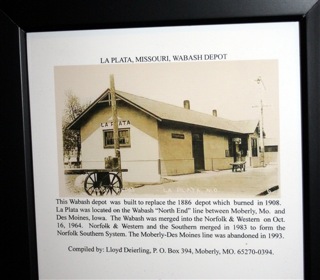 LA PLATA, MISSOURI, WABASH DEPOT
LA PLATA
LA PLATA, MO.
This Wabash depot was built to replace the 1886 depot which burned in 1908.
La Plata was located on the Wabash "North End" line between Moberly, Mo. and
Des Moines, Iowa. The Wabash was merged into the Norfolk & Western on Oct.
16, 1964. Norfolk & Western and the Southern merged in 1983 to form the
Norfolk Southern System. The Moberly-Des Moines line was abandoned in 1993.
Compiled by: Lloyd Deierling, P. O. Box 394, Moberly, MO. 65270-0394.